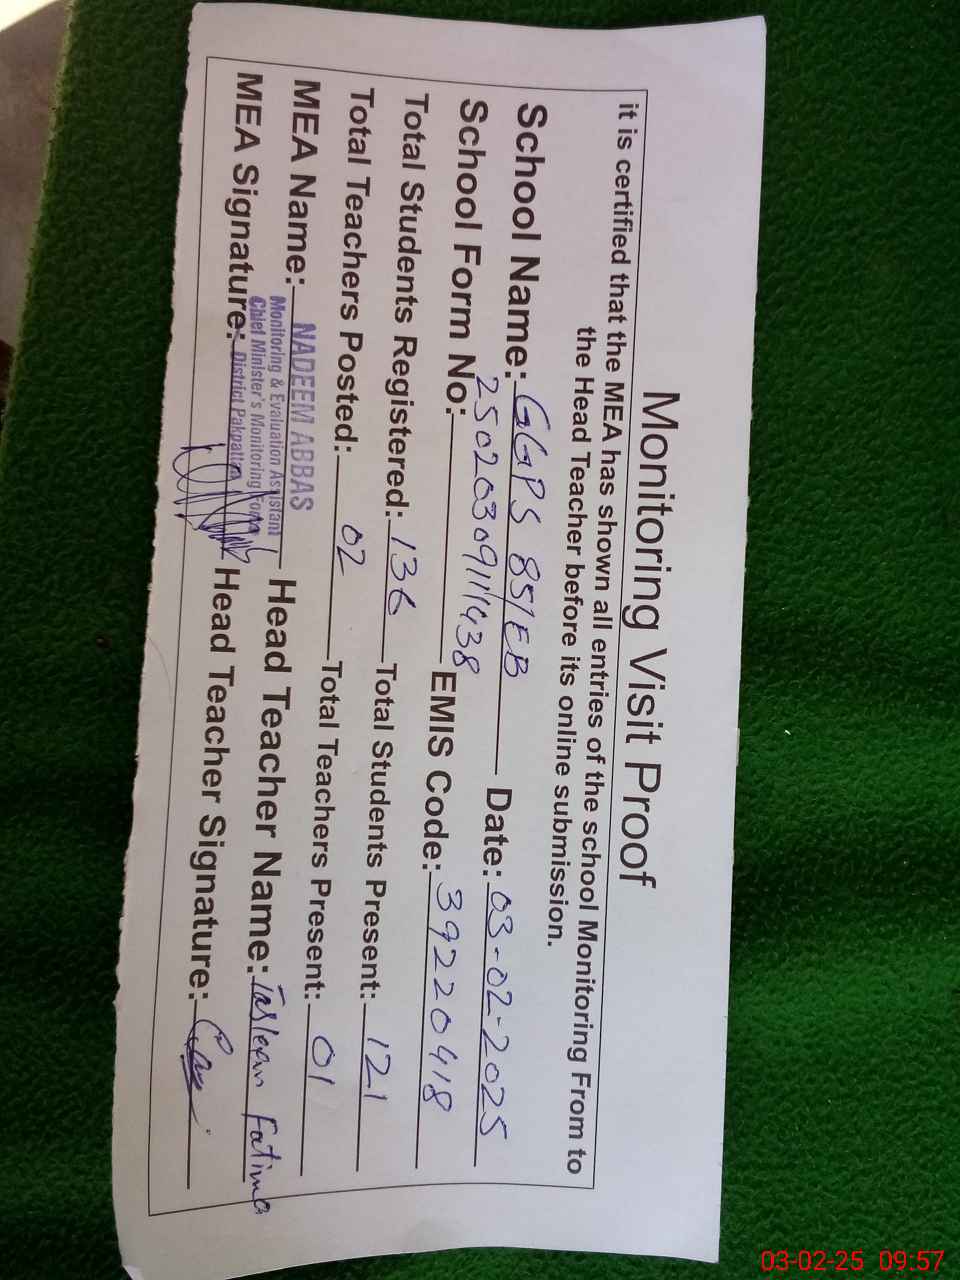 Monitoring Visit Proof
it is certified that the MEA has shown all entries of the school Monitoring From to
the Head Teacher before its online submission.
School Name: GGPS 85/EB Date: 03-02-2025
School Form No: 25020309111438 EMIS Code: 39220418
Total Students Registered: 136 Total Students Present: 121
Total Teachers Posted: 02 Total Teachers Present: 01
MEA Name: NADEEM ABBAS Head Teacher Name: Tasleem Fatima
Monitoring & Evaluation Assistant
Chief Minister's Monitoring Force
District Pakpattan
MEA Signature: Head Teacher Signature:
03-02-25 09:57